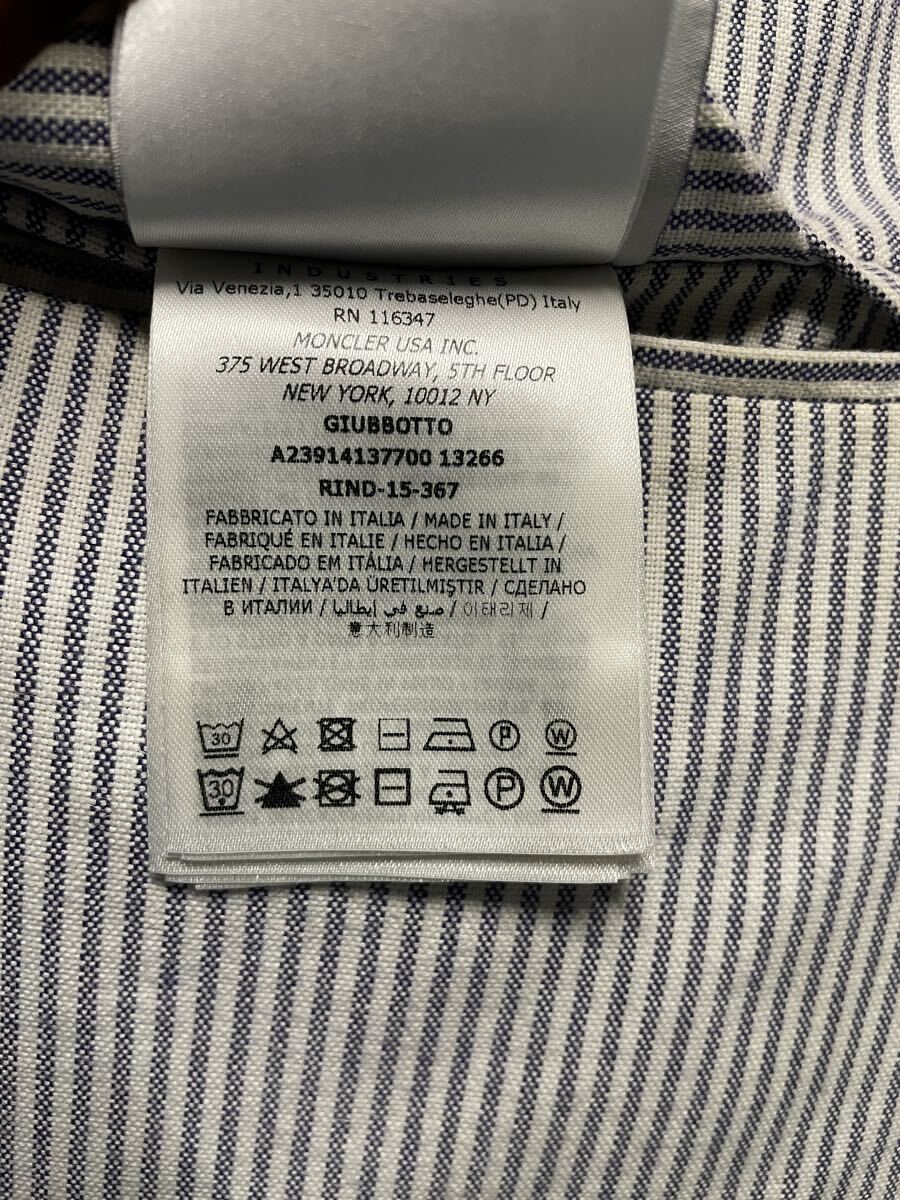 INDUSTRIES
Via Venezia,1 35010 Trebaseleghe(PD) Italy
RN 116347
MONCLER USA INC.
375 WEST BROADWAY, 5TH FLOOR
NEW YORK, 10012 NY
GIUBBOTTO
A23914137700 13266
RIND-15-367
FABBRICATO IN ITALIA / MADE IN ITALY /
FABRIQUÉ EN ITALIE / HECHO EN ITALIA /
FABRICADO EM ITÁLIA / HERGESTELLT IN
ITALIEN / ITALYA'DA ÜRETILMIŞTIR / СДЕЛАНО
В ИТАЛИИ / صنع في إيطاليا / 이태리제 /
意大利制造
30 P W
30 P W